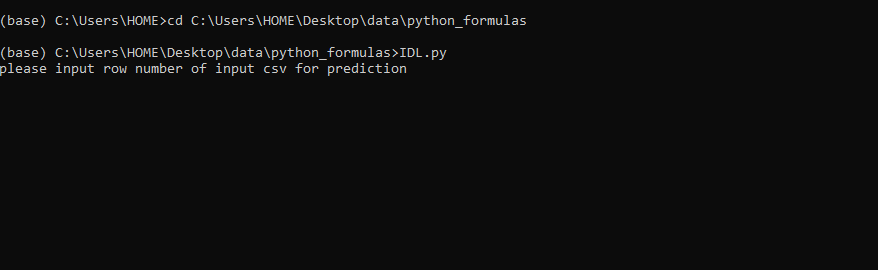 (base) C:\Users\HOME>cd C:\Users\HOME\Desktop\data\python_formulas
(base) C:\Users\HOME\Desktop\data\python_formulas>IDL.py
please input row number of input csv for prediction